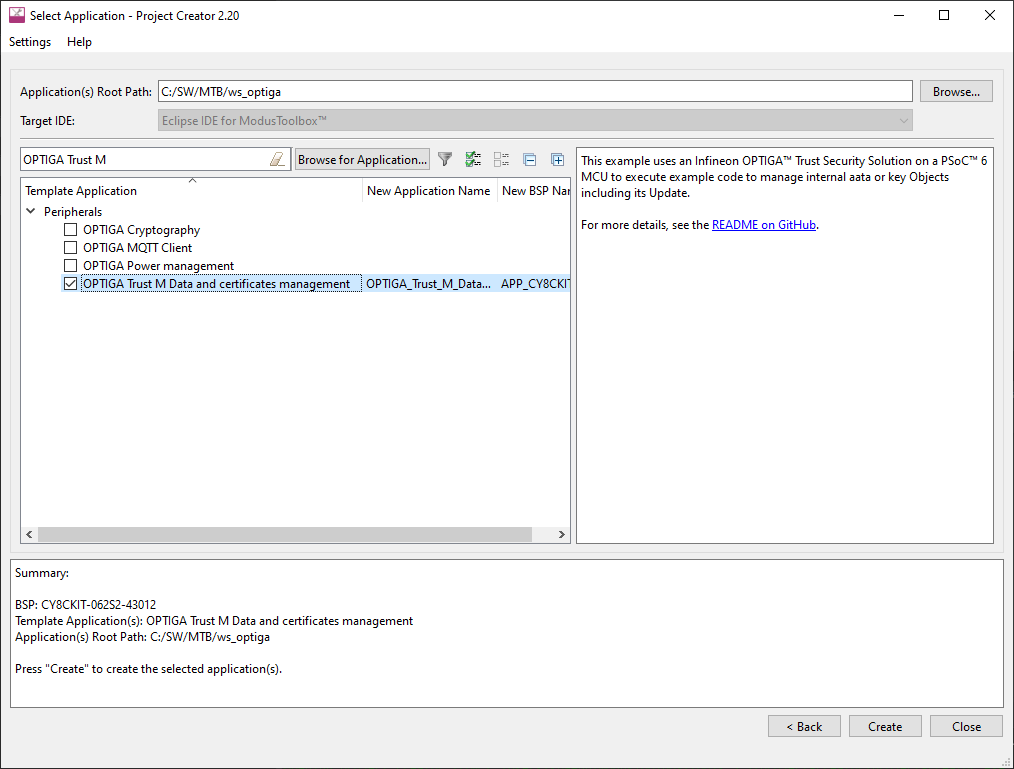 Select Application - Project Creator 2.20
Settings Help
Application(s) Root Path: C:/SW/MTB/ws_optiga Browse...
Target IDE: Eclipse IDE for ModusToolbox™
OPTIGA Trust M Browse for Application...
Template Application New Application Name New BSP Nar
Peripherals
OPTIGA Cryptography
OPTIGA MQTT Client
OPTIGA Power management
OPTIGA Trust M Data and certificates management OPTIGA_Trust_M_Data... APP_CY8CKIT
This example uses an Infineon OPTIGA™ Trust Security Solution on a PSoC™ 6
MCU to execute example code to manage internal aata or key Objects
including its Update.
For more details, see the README on GitHub.
Summary:
BSP: CY8CKIT-062S2-43012
Template Application(s): OPTIGA Trust M Data and certificates management
Application(s) Root Path: C:/SW/MTB/ws_optiga
Press "Create" to create the selected application(s).
< Back Create Close